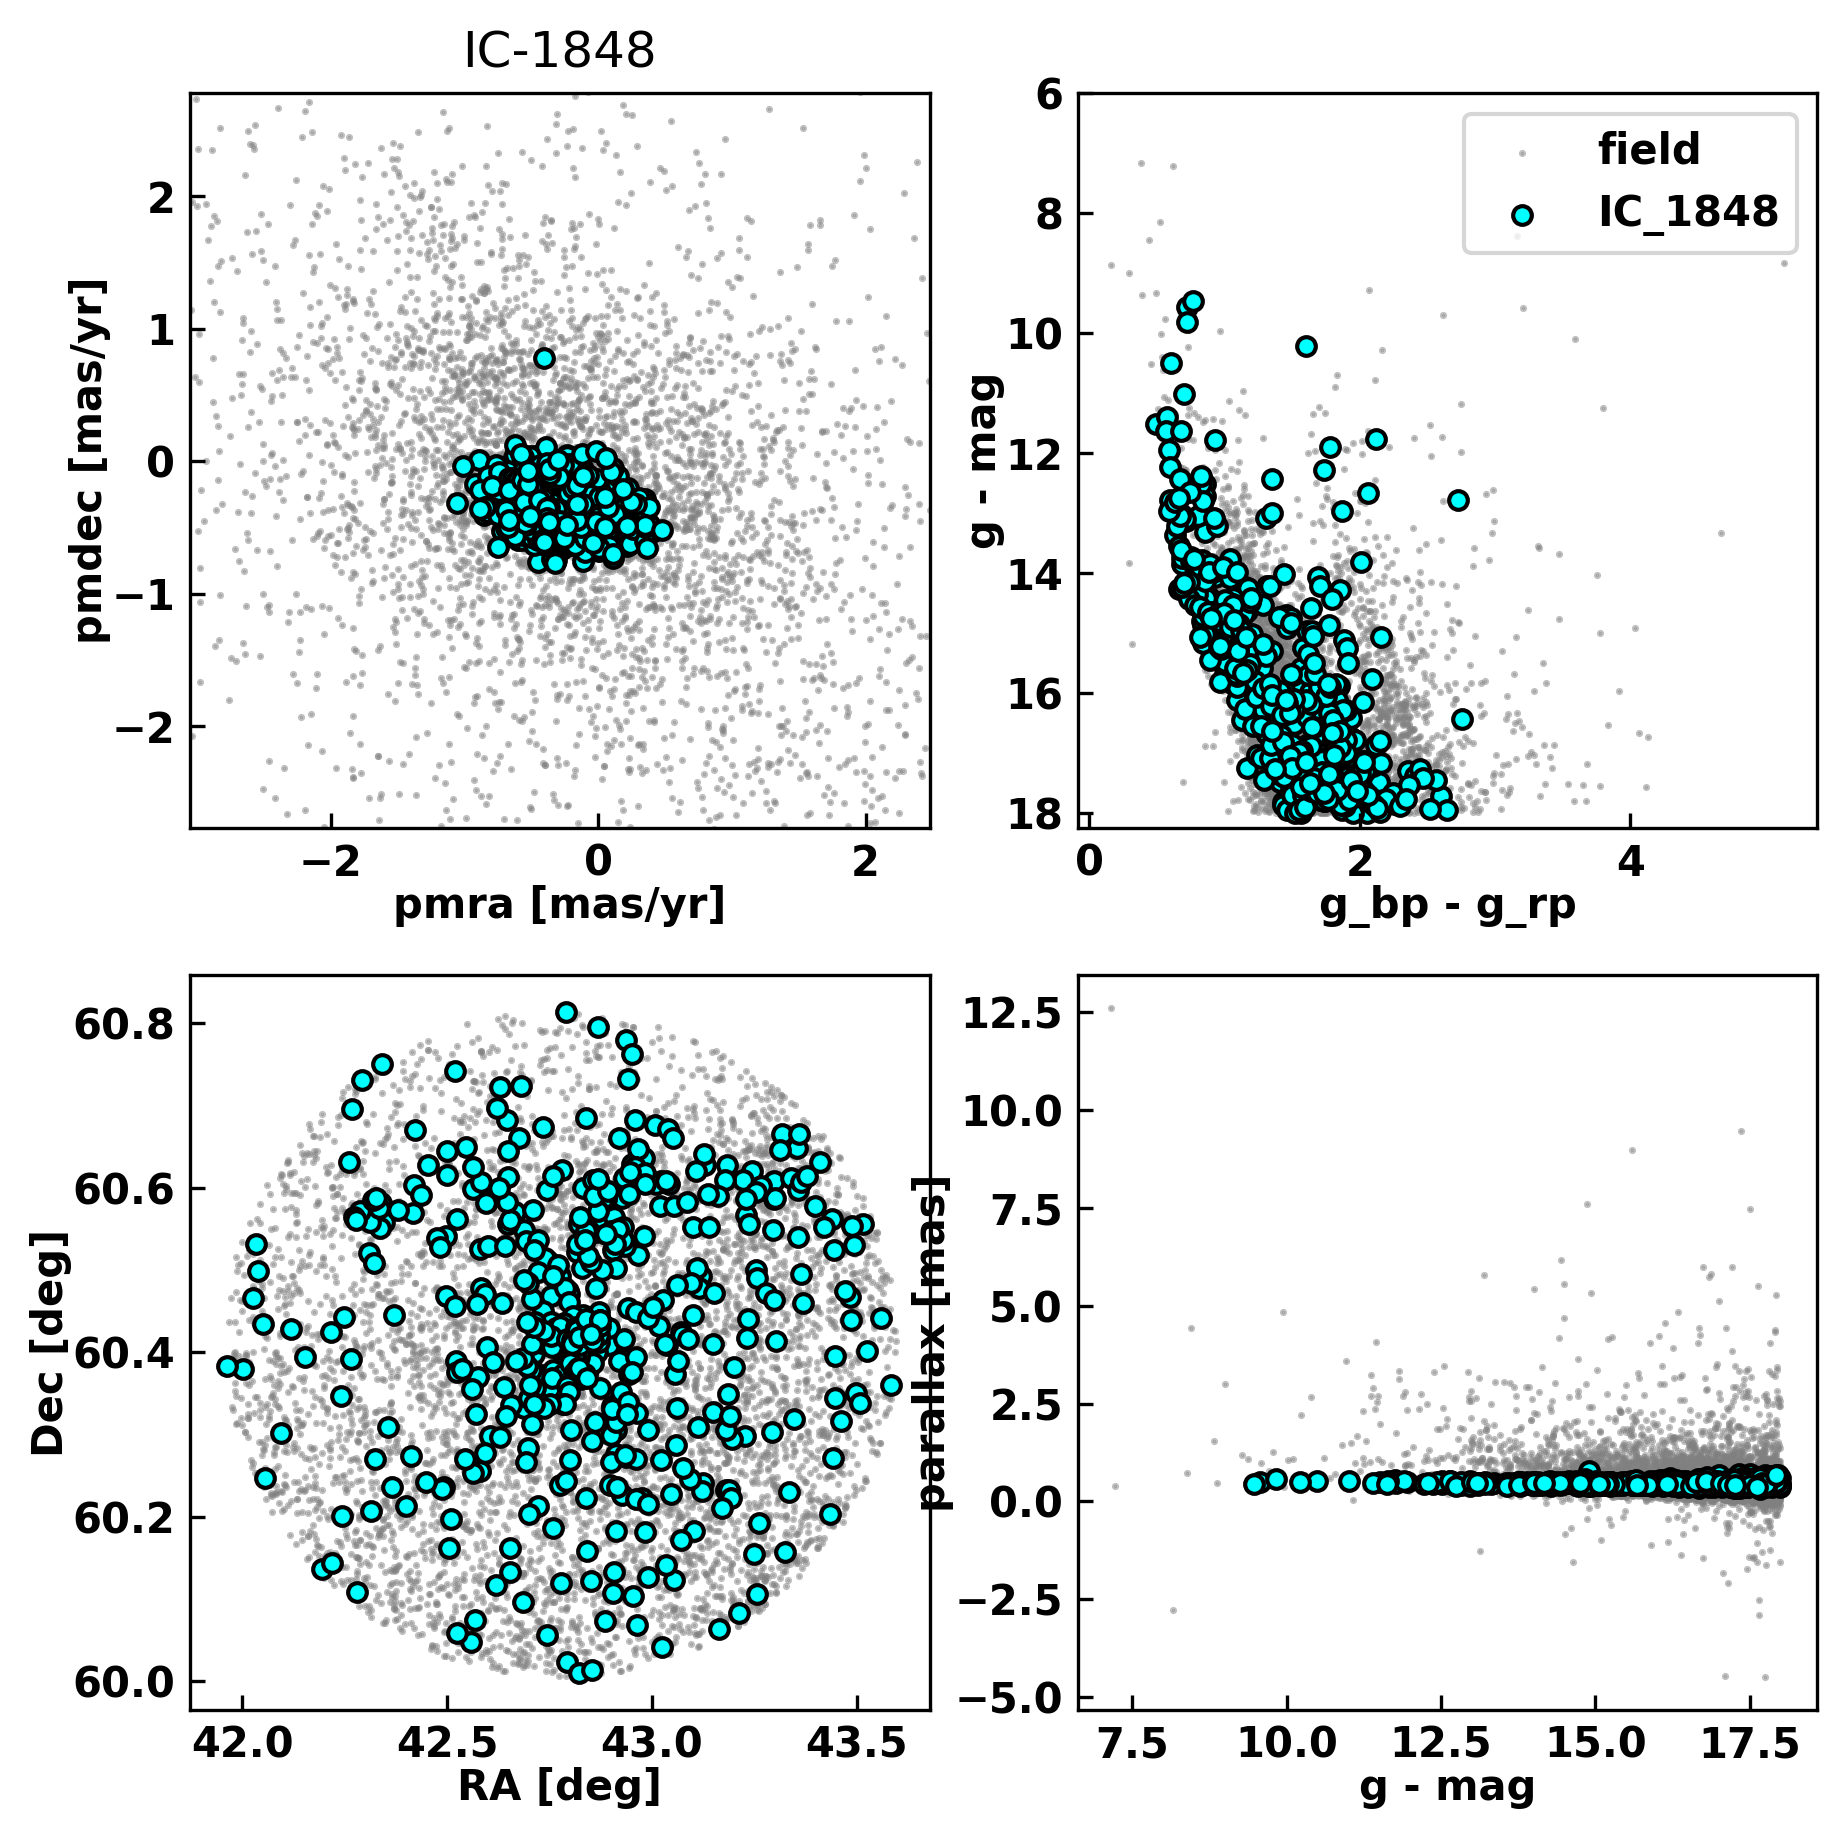 IC-1848
pmdec [mas/yr]
2
1
0
−1
−2
−2 0 2
pmra [mas/yr]
g - mag
6
8
10
12
14
16
18
field
IC_1848
0 2 4
g_bp - g_rp
Dec [deg]
60.8
60.6
60.4
60.2
60.0
42.0 42.5 43.0 43.5
RA [deg]
parallax [mas]
12.5
10.0
7.5
5.0
2.5
0.0
−2.5
−5.0
7.5 10.0 12.5 15.0 17.5
g - mag